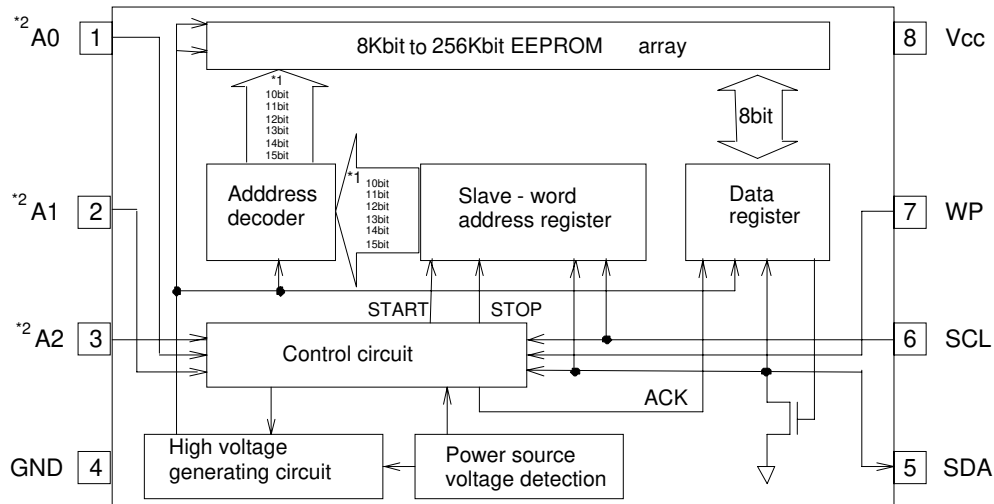 *2 A0 1
8Kbit to 256Kbit EEPROM array
8 Vcc
*1
10bit
11bit
12bit
13bit
14bit
15bit
8bit
*2 A1 2
Adddress
decoder
*1
10bit
11bit
12bit
13bit
14bit
15bit
Slave - word
address register
Data
register
7 WP
START
STOP
*2 A2 3
Control circuit
6 SCL
ACK
GND 4
High voltage
generating circuit
Power source
voltage detection
5 SDA